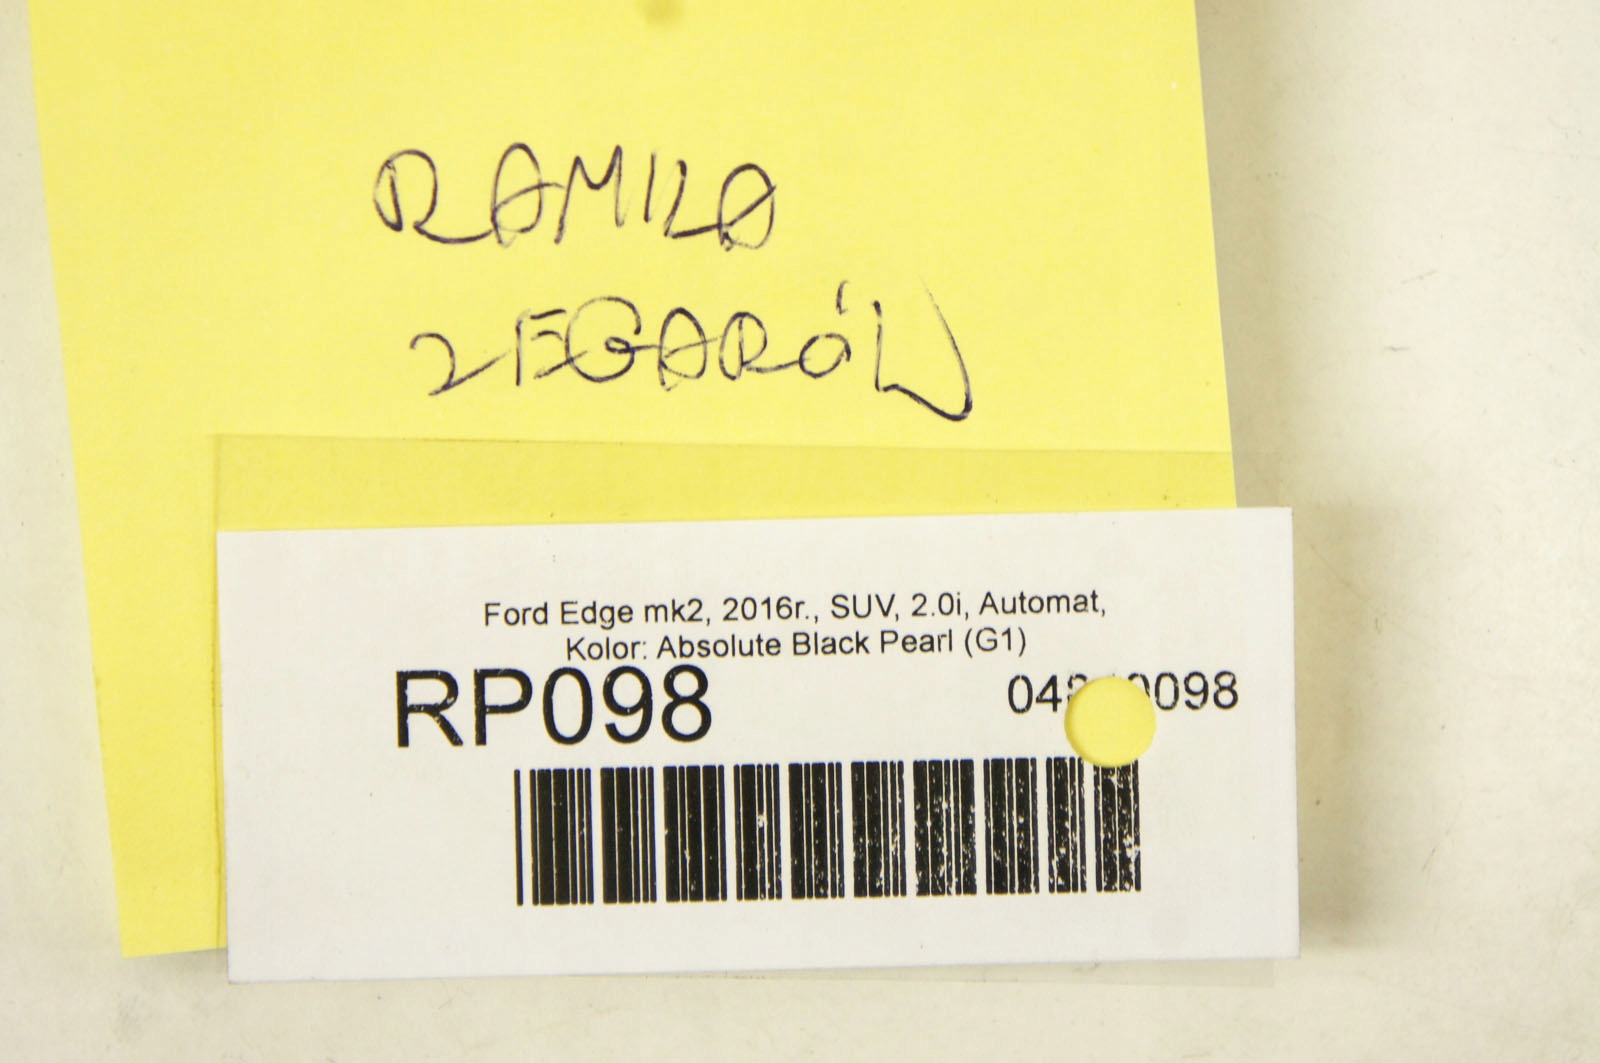 RAMKA
ZEGARÓW
Ford Edge mk2, 2016r., SUV, 2.0i, Automat,
Kolor: Absolute Black Pearl (G1)
RP098